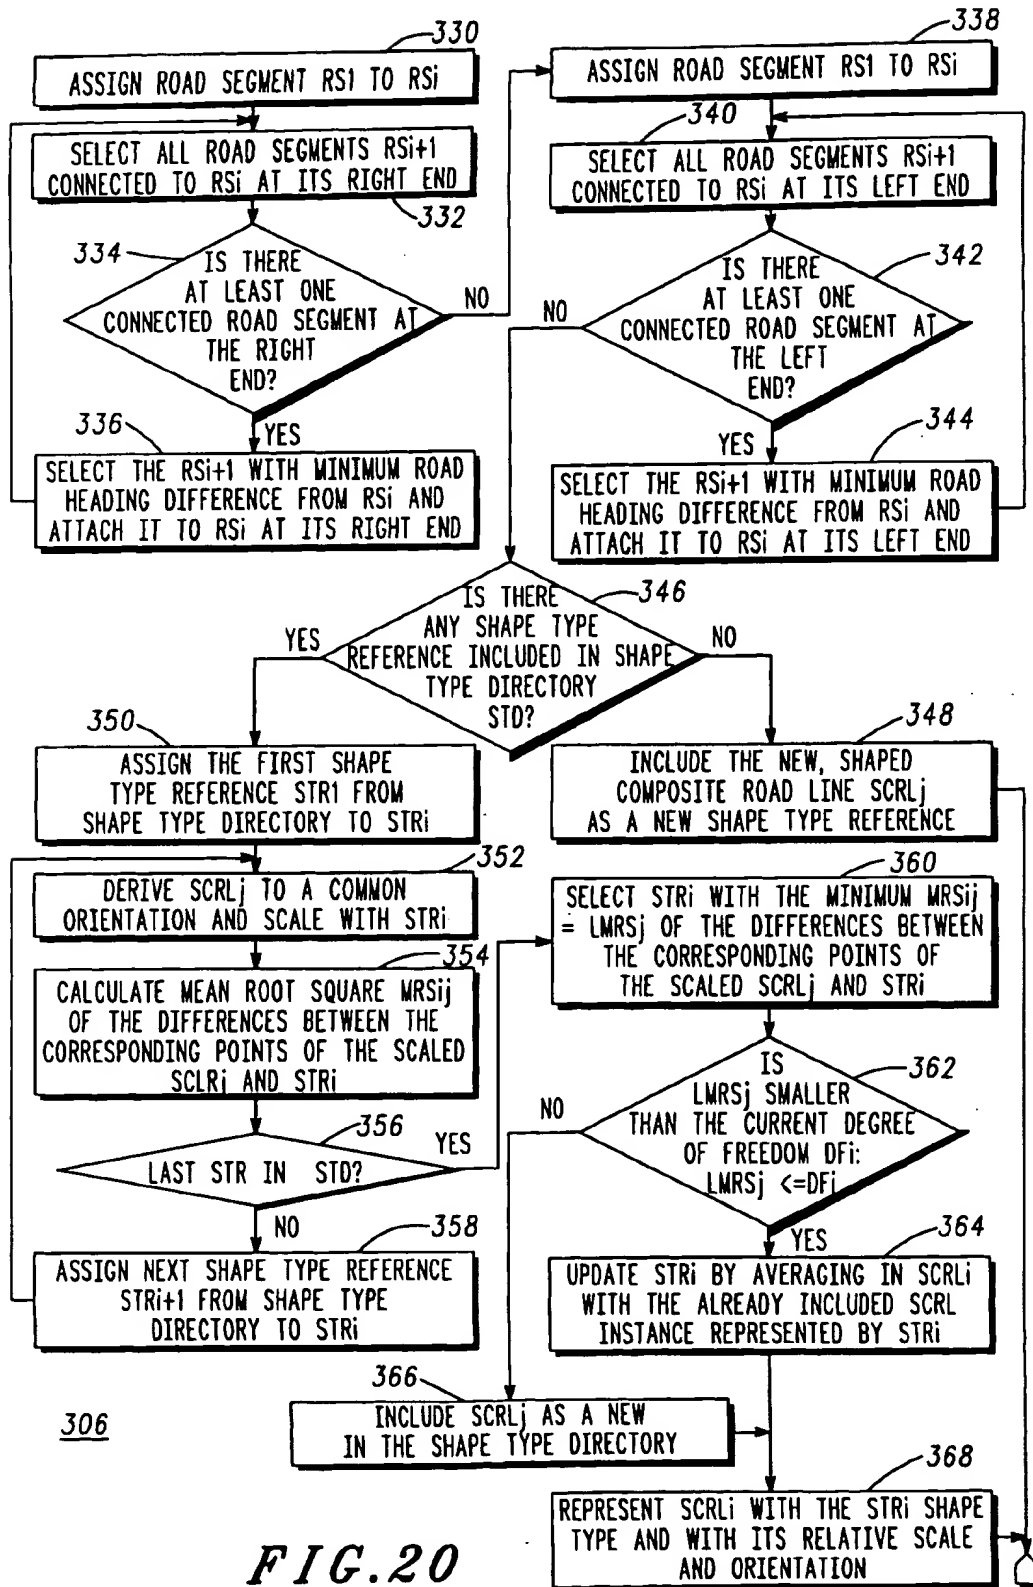 330
ASSIGN ROAD SEGMENT RS1 TO RSi
SELECT ALL ROAD SEGMENTS RSi+1
CONNECTED TO RSi AT ITS RIGHT END
332
334
IS THERE
AT LEAST ONE
CONNECTED ROAD SEGMENT AT
THE RIGHT
END?
NO
YES
336
SELECT THE RSi+1 WITH MINIMUM ROAD
HEADING DIFFERENCE FROM RSi AND
ATTACH IT TO RSi AT ITS RIGHT END
338
ASSIGN ROAD SEGMENT RS1 TO RSi
340
SELECT ALL ROAD SEGMENTS RSi+1
CONNECTED TO RSi AT ITS LEFT END
342
IS THERE
AT LEAST ONE
CONNECTED ROAD SEGMENT AT
THE LEFT
END?
NO
YES
344
SELECT THE RSi+1 WITH MINIMUM ROAD
HEADING DIFFERENCE FROM RSi AND
ATTACH IT TO RSi AT ITS LEFT END
346
IS THERE
ANY SHAPE TYPE
REFERENCE INCLUDED IN SHAPE
TYPE DIRECTORY
STD?
YES
NO
348
INCLUDE THE NEW, SHAPED
COMPOSITE ROAD LINE SCRLj
AS A NEW SHAPE TYPE REFERENCE
350
ASSIGN THE FIRST SHAPE
TYPE REFERENCE STR1 FROM
SHAPE TYPE DIRECTORY TO STRi
352
DERIVE SCRLj TO A COMMON
ORIENTATION AND SCALE WITH STRi
354
CALCULATE MEAN ROOT SQUARE MRSij
OF THE DIFFERENCES BETWEEN THE
CORRESPONDING POINTS OF THE SCALED
SCLRj AND STRi
356
LAST STR IN STD?
YES
NO
358
ASSIGN NEXT SHAPE TYPE REFERENCE
STRi+1 FROM SHAPE TYPE
DIRECTORY TO STRi
360
SELECT STRi WITH THE MINIMUM MRSij
= LMRSj OF THE DIFFERENCES BETWEEN
THE CORRESPONDING POINTS OF
THE SCALED SCRLj AND STRi
362
IS
LMRSj SMALLER
THAN THE CURRENT DEGREE
OF FREEDOM DFi:
LMRSj <=DFi
NO
YES
364
UPDATE STRi BY AVERAGING IN SCRLi
WITH THE ALREADY INCLUDED SCRL
INSTANCE REPRESENTED BY STRi
366
INCLUDE SCRLj AS A NEW
IN THE SHAPE TYPE DIRECTORY
368
REPRESENT SCRLi WITH THE STRi SHAPE
TYPE AND WITH ITS RELATIVE SCALE
AND ORIENTATION
306
FIG.20